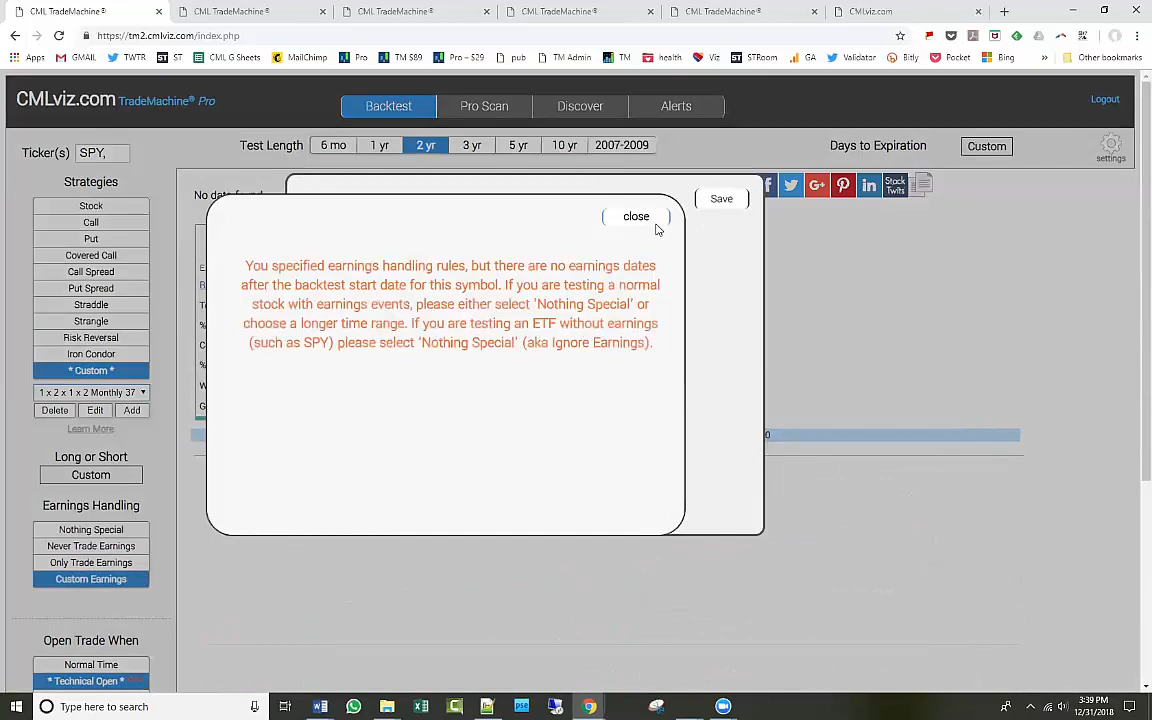 CML TradeMachine®
CML TradeMachine®
CML TradeMachine®
CML TradeMachine®
CML TradeMachine®
CMLviz.com
https://tm2.cmlviz.com/index.php
Apps GMAIL TWTR ST CML G Sheets MailChimp Pro TM $89 Pro – $29 pub TM Admin TM health Viz STRoom GA Validator Bitly Pocket Bing » Other bookmarks
CMLviz.com TradeMachine® Pro
Backtest Pro Scan Discover Alerts
Logout
Ticker(s) SPY,
Test Length 6 mo 1 yr 2 yr 3 yr 5 yr 10 yr 2007-2009
Days to Expiration Custom
settings
Strategies
Stock
Call
Put
Covered Call
Call Spread
Put Spread
Straddle
Strangle
Risk Reversal
Iron Condor
* Custom *
1 x 2 x 1 x 2 Monthly 37
Delete Edit Add
Learn More
Long or Short
Custom
Earnings Handling
Nothing Special
Never Trade Earnings
Only Trade Earnings
Custom Earnings
Open Trade When
Normal Time
* Technical Open *
Stock Twits
Save
close
You specified earnings handling rules, but there are no earnings dates
after the backtest start date for this symbol. If you are testing a normal
stock with earnings events, please either select 'Nothing Special' or
choose a longer time range. If you are testing an ETF without earnings
(such as SPY) please select 'Nothing Special' (aka Ignore Earnings).
Type here to search
3:39 PM
12/31/2018